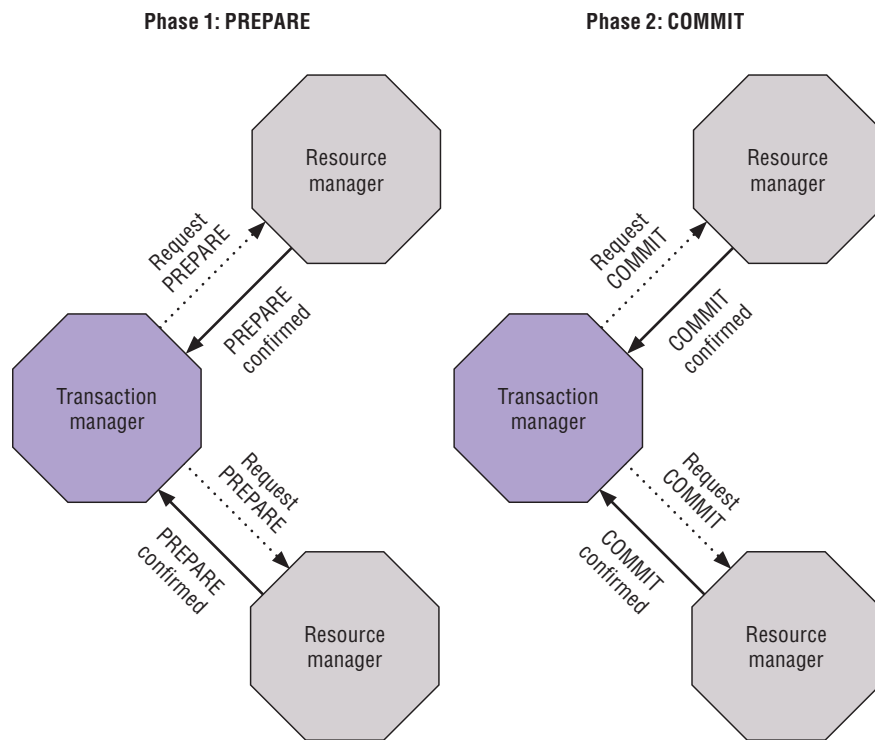 Phase 1: PREPARE
Resource
manager
Request
PREPARE
PREPARE
confirmed
Transaction
manager
Request
PREPARE
PREPARE
confirmed
Resource
manager
Phase 2: COMMIT
Resource
manager
Request
COMMIT
COMMIT
confirmed
Transaction
manager
Request
COMMIT
COMMIT
confirmed
Resource
manager